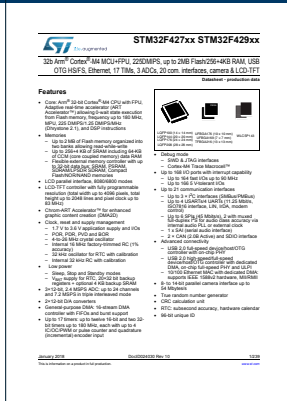 STM32F427xx STM32F429xx
32b Arm® Cortex®-M4 MCU+FPU, 225DMIPS, up to 2MB Flash/256+4KB RAM, USB
OTG HS/FS, Ethernet, 17 TIMs, 3 ADCs, 20 com. interfaces, camera & LCD-TFT
Datasheet - production data
Features
• Core: Arm® 32-bit Cortex®-M4 CPU with FPU,
Adaptive real-time accelerator (ART
Accelerator™) allowing 0-wait state execution
from Flash memory, frequency up to 180 MHz,
MPU, 225 DMIPS/1.25 DMIPS/MHz
(Dhrystone 2.1), and DSP instructions
• Memories
– Up to 2 MB of Flash memory organized into
two banks allowing read-while-write
– Up to 256+4 KB of SRAM including 64-KB
of CCM (core coupled memory) data RAM
– Flexible external memory controller with up
to 32-bit data bus: SRAM, PSRAM,
SDRAM/LPSDR SDRAM, Compact
Flash/NOR/NAND memories
• LCD parallel interface, 8080/6800 modes
• LCD-TFT controller with fully programmable
resolution (total width up to 4096 pixels, total
height up to 2048 lines and pixel clock up to
83 MHz)
• Chrom-ART Accelerator™ for enhanced
graphic content creation (DMA2D)
• Clock, reset and supply management
– 1.7 V to 3.6 V application supply and I/Os
– POR, PDR, PVD and BOR
– 4-to-26 MHz crystal oscillator
– Internal 16 MHz factory-trimmed RC (1%
accuracy)
– 32 kHz oscillator for RTC with calibration
– Internal 32 kHz RC with calibration
• Low power
– Sleep, Stop and Standby modes
– VBAT supply for RTC, 20×32 bit backup
registers + optional 4 KB backup SRAM
• 3×12-bit, 2.4 MSPS ADC: up to 24 channels
and 7.2 MSPS in triple interleaved mode
• 2×12-bit D/A converters
• General-purpose DMA: 16-stream DMA
controller with FIFOs and burst support
• Up to 17 timers: up to twelve 16-bit and two 32-
bit timers up to 180 MHz, each with up to 4
IC/OC/PWM or pulse counter and quadrature
(incremental) encoder input
• Debug mode
– SWD & JTAG interfaces
– Cortex-M4 Trace Macrocell™
• Up to 168 I/O ports with interrupt capability
– Up to 164 fast I/Os up to 90 MHz
– Up to 166 5 V-tolerant I/Os
• Up to 21 communication interfaces
– Up to 3 × I²C interfaces (SMBus/PMBus)
– Up to 4 USARTs/4 UARTs (11.25 Mbit/s,
ISO7816 interface, LIN, IrDA, modem
control)
– Up to 6 SPIs (45 Mbits/s), 2 with muxed
full-duplex I²S for audio class accuracy via
internal audio PLL or external clock
– 1 x SAI (serial audio interface)
– 2 × CAN (2.0B Active) and SDIO interface
• Advanced connectivity
– USB 2.0 full-speed device/host/OTG
controller with on-chip PHY
– USB 2.0 high-speed/full-speed
device/host/OTG controller with dedicated
DMA, on-chip full-speed PHY and ULPI
– 10/100 Ethernet MAC with dedicated DMA:
supports IEEE 1588v2 hardware, MII/RMII
• 8- to 14-bit parallel camera interface up to
54 Mbytes/s
• True random number generator
• CRC calculation unit
• RTC: subsecond accuracy, hardware calendar
• 96-bit unique ID
January 2018
DocID024030 Rev 10
1/239